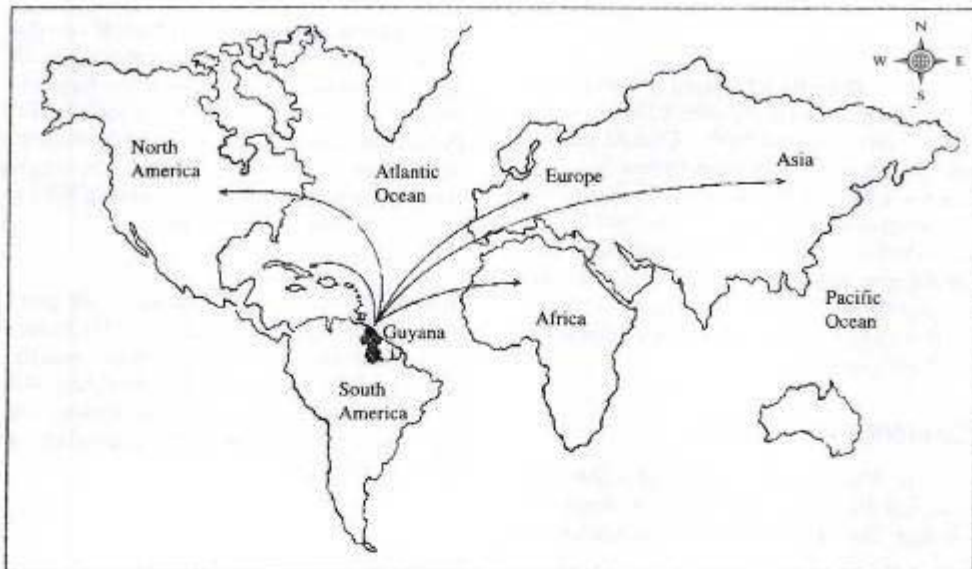 N
W E
S
North
America
Atlantic
Ocean
Europe
Asia
Pacific
Ocean
Africa
Guyana
South
America